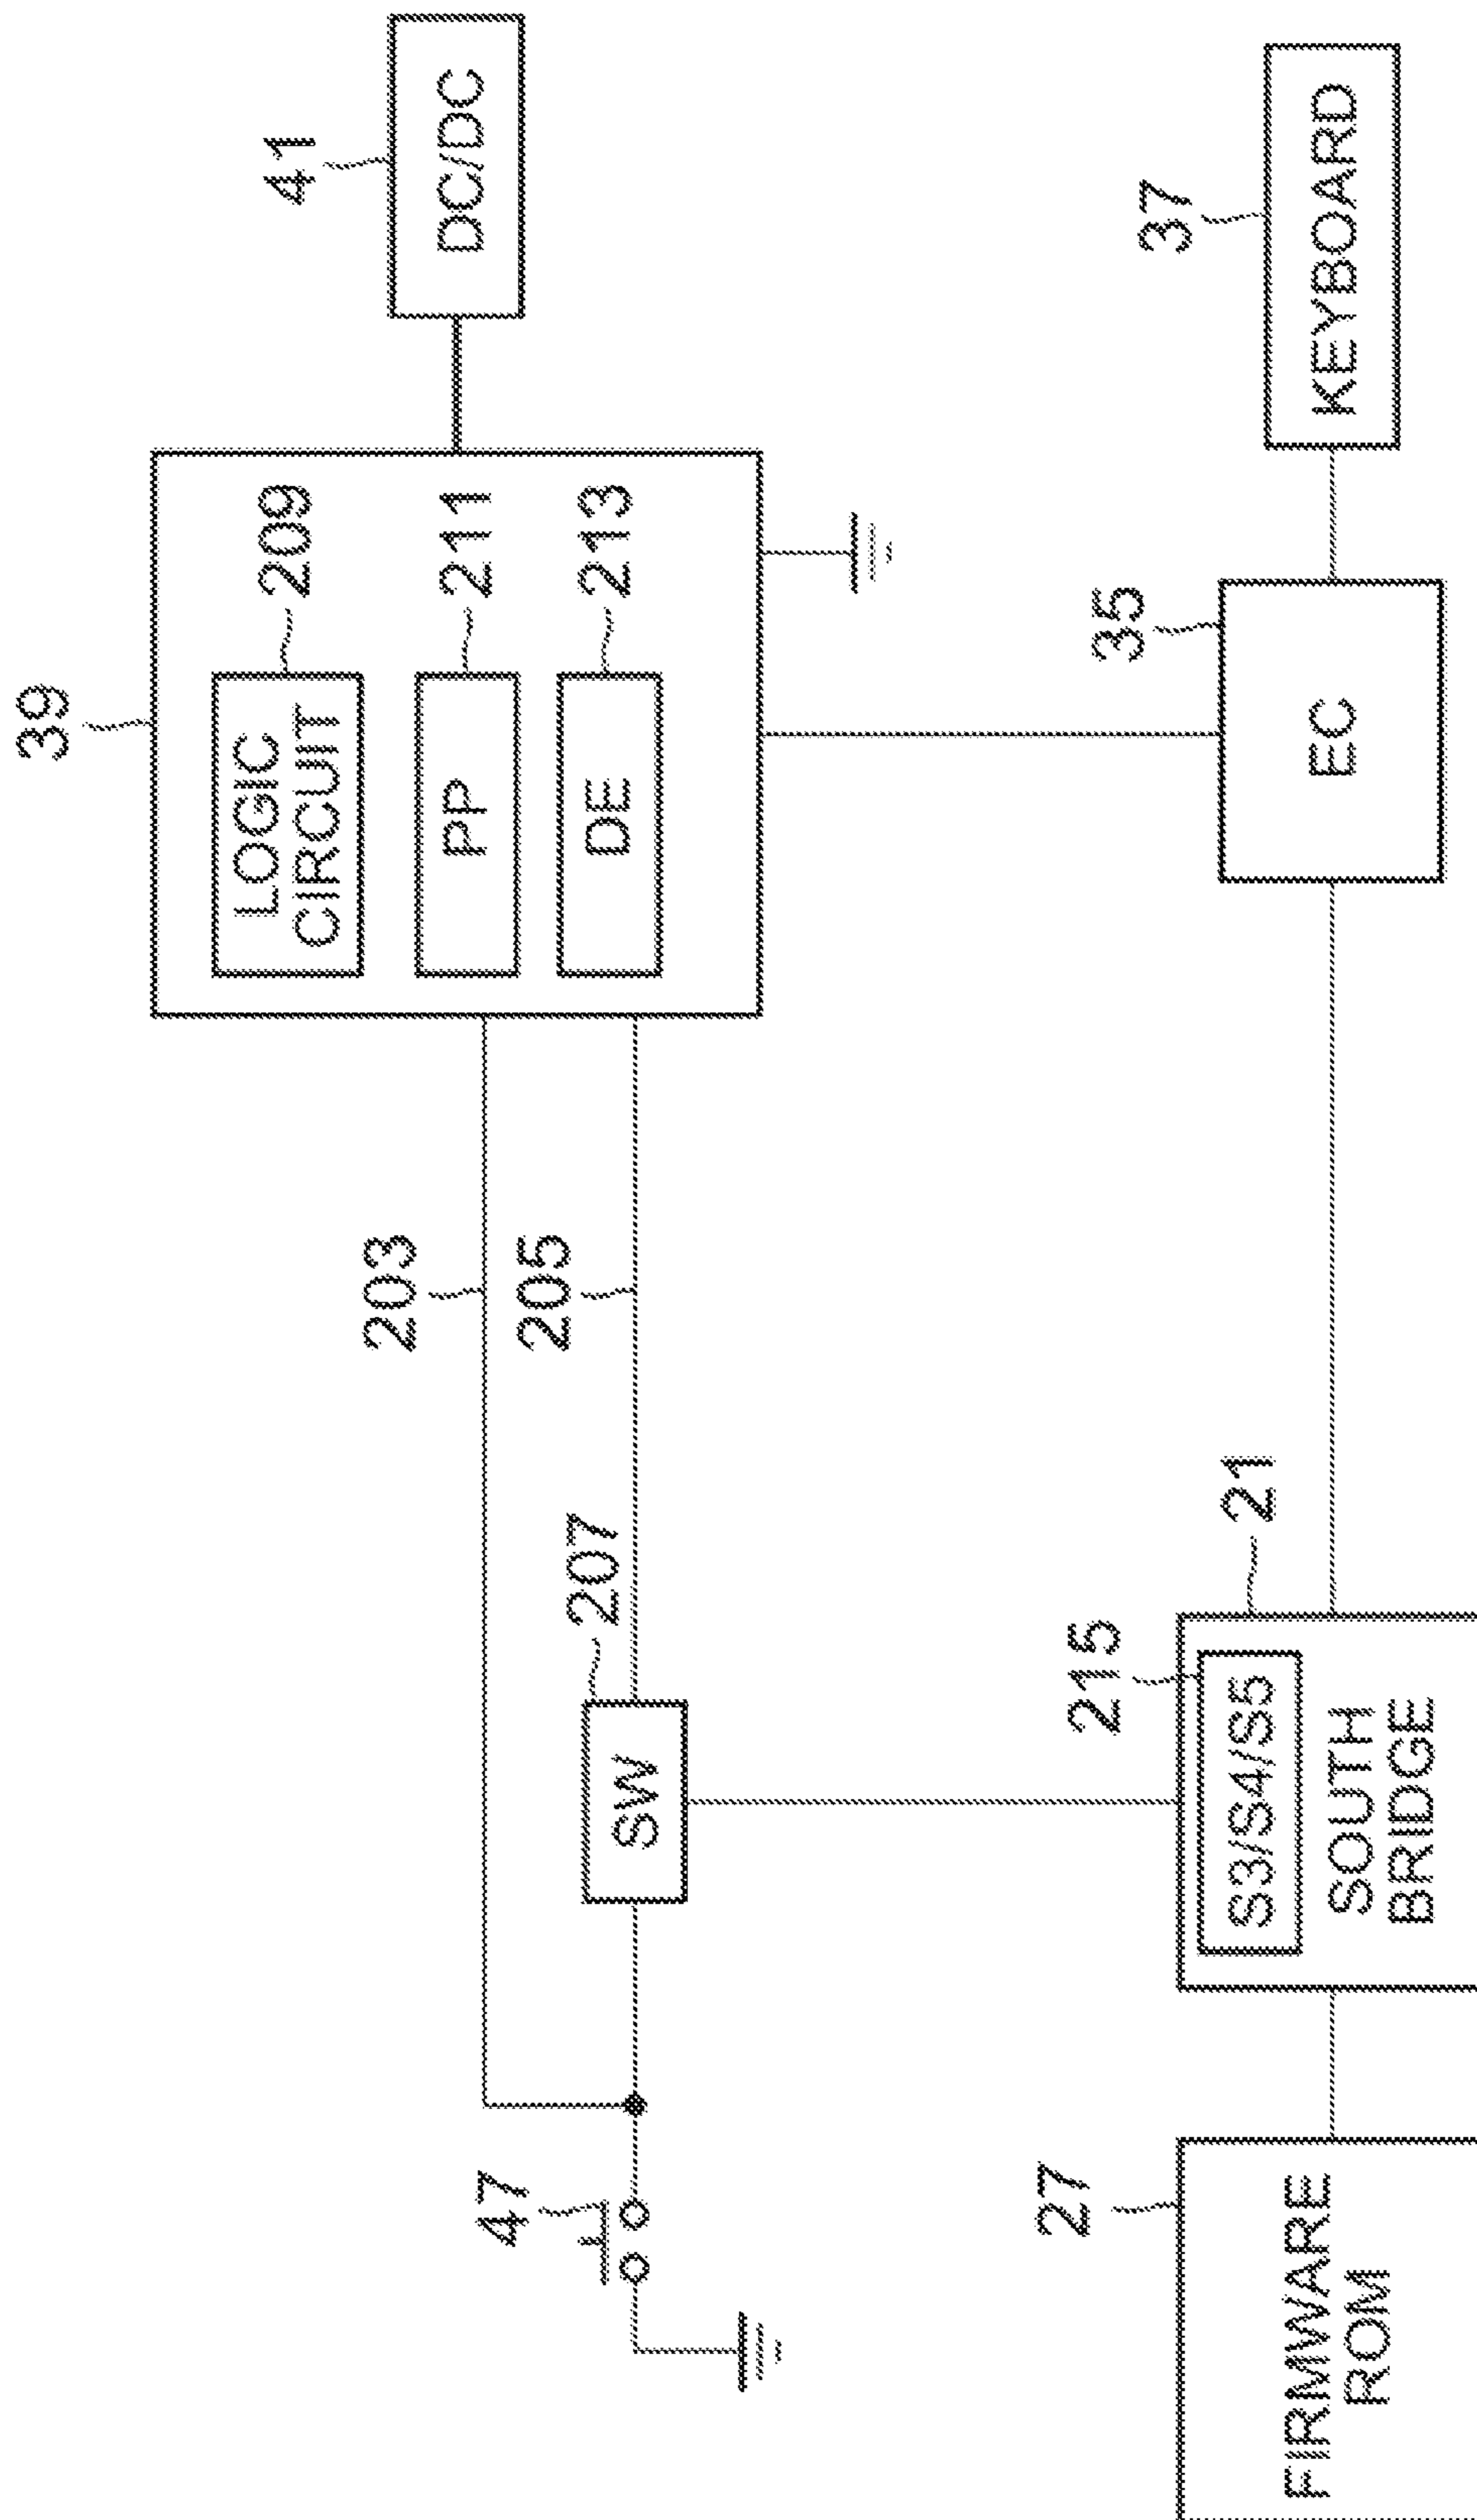 39
LOGIC
CIRCUIT
209
41
203
PP
211
DC/DC
47
205
DE
213
207
SW
27
215
21
35
37
S3/S4/S5
FIRMWARE
ROM
SOUTH
BRIDGE
EC
KEYBOARD